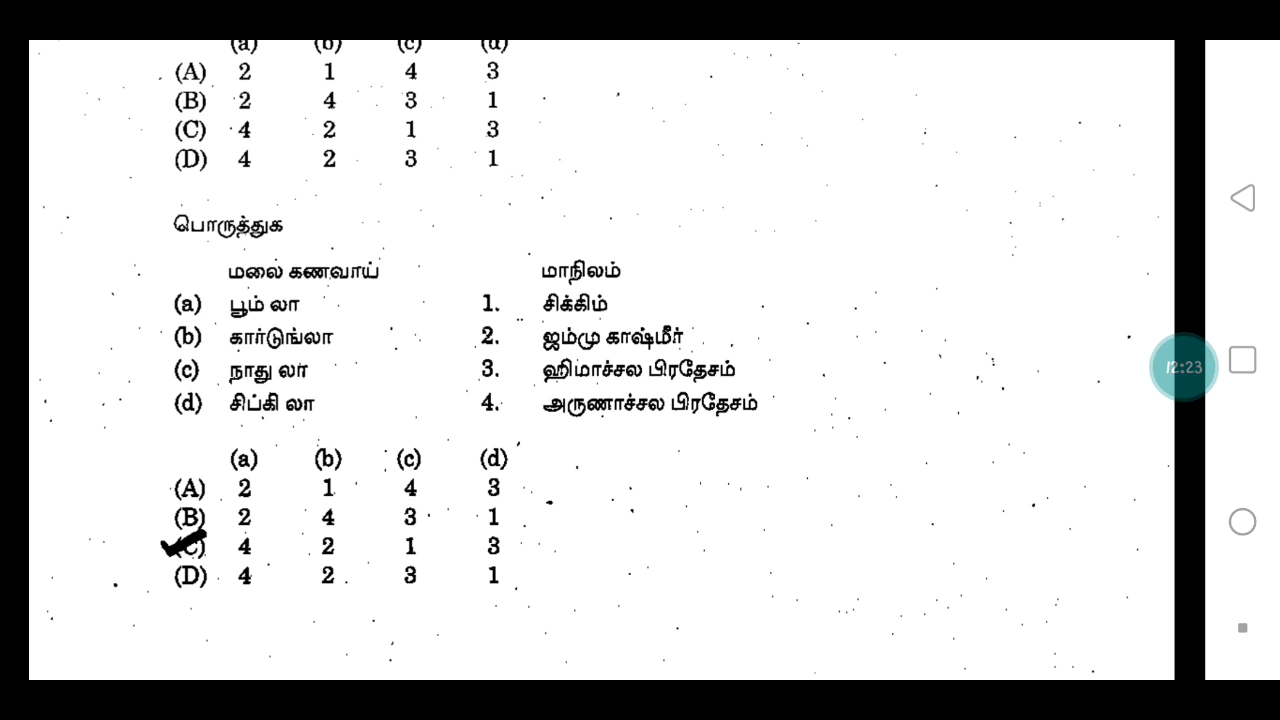 (a) (b) (c) (d)
(A) 2 1 4 3
(B) 2 4 3 1
(C) 4 2 1 3
(D) 4 2 3 1
பொருத்துக
மலை கணவாய் மாநிலம்
(a) பூம் லா 1. சிக்கிம்
(b) கார்டுங்லா 2. ஜம்மு காஷ்மீர்
(c) நாது லா 3. ஹிமாச்சல பிரதேசம்
(d) சிப்கி லா 4. அருணாச்சல பிரதேசம்
(a) (b) (c) (d)
(A) 2 1 4 3
(B) 2 4 3 1
(C) 4 2 1 3
(D) 4 2 3 1
12:23